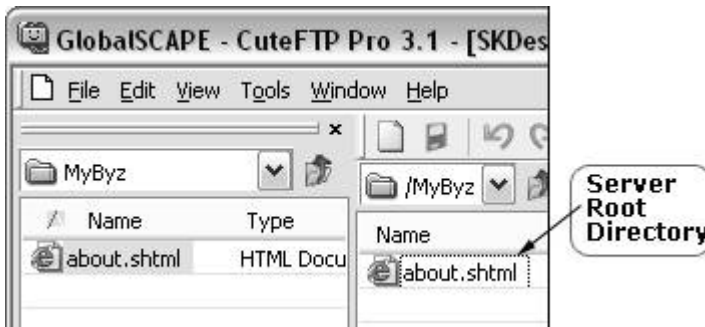 GlobalSCAPE - CuteFTP Pro 3.1 - [SKDes
File Edit View Tools Window Help
x
MyByz
/MyByz
Name Type
Name
about.shtml HTML Docu
about.shtml
Server
Root
Directory